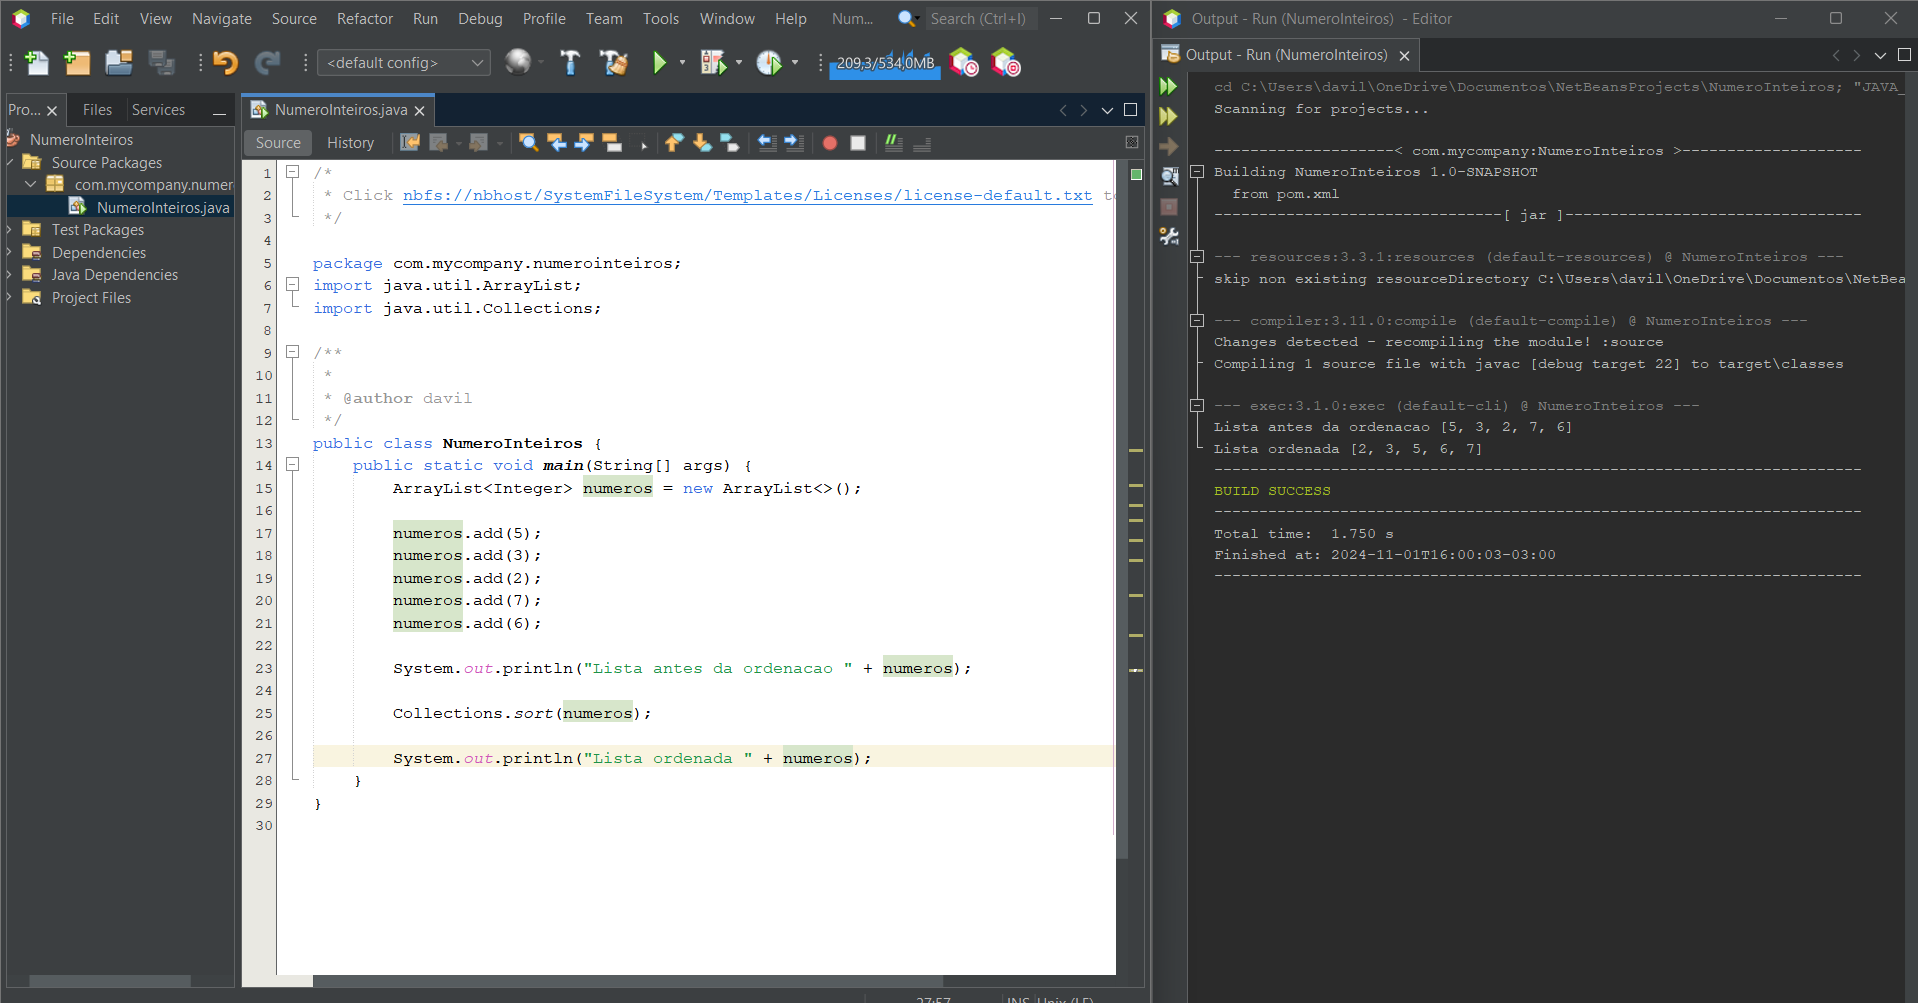 File Edit View Navigate Source Refactor Run Debug Profile Team Tools Window Help Num... Search (Ctrl+I)
<default config> 209,3/534,0MB
Pro... Files Services
NumeroInteiros
Source Packages
com.mycompany.numer
NumeroInteiros.java
Test Packages
Dependencies
Java Dependencies
Project Files
NumeroInteiros.java
Source History
1 /*
2 * Click nbfs://nbhost/SystemFileSystem/Templates/Licenses/license-default.txt to
3 */
4
5 package com.mycompany.numerointeiros;
6 import java.util.ArrayList;
7 import java.util.Collections;
8
9 /**
10 *
11 * @author davil
12 */
13 public class NumeroInteiros {
14 public static void main(String[] args) {
15 ArrayList<Integer> numeros = new ArrayList<>();
16
17 numeros.add(5);
18 numeros.add(3);
19 numeros.add(2);
20 numeros.add(7);
21 numeros.add(6);
22
23 System.out.println("Lista antes da ordenacao " + numeros);
24
25 Collections.sort(numeros);
26
27 System.out.println("Lista ordenada " + numeros);
28 }
29 }
30
27:57 INS Unix (LF)
Output - Run (NumeroInteiros) - Editor
Output - Run (NumeroInteiros)
cd C:\Users\davil\OneDrive\Documentos\NetBeansProjects\NumeroInteiros; "JAVA_
Scanning for projects...
--------------------< com.mycompany:NumeroInteiros >--------------------
Building NumeroInteiros 1.0-SNAPSHOT
from pom.xml
--------------------------------[ jar ]---------------------------------
--- resources:3.3.1:resources (default-resources) @ NumeroInteiros ---
skip non existing resourceDirectory C:\Users\davil\OneDrive\Documentos\NetBea
--- compiler:3.11.0:compile (default-compile) @ NumeroInteiros ---
Changes detected - recompiling the module! :source
Compiling 1 source file with javac [debug target 22] to target\classes
--- exec:3.1.0:exec (default-cli) @ NumeroInteiros ---
Lista antes da ordenacao [5, 3, 2, 7, 6]
Lista ordenada [2, 3, 5, 6, 7]
------------------------------------------------------------------------
BUILD SUCCESS
------------------------------------------------------------------------
Total time: 1.750 s
Finished at: 2024-11-01T16:00:03-03:00
------------------------------------------------------------------------